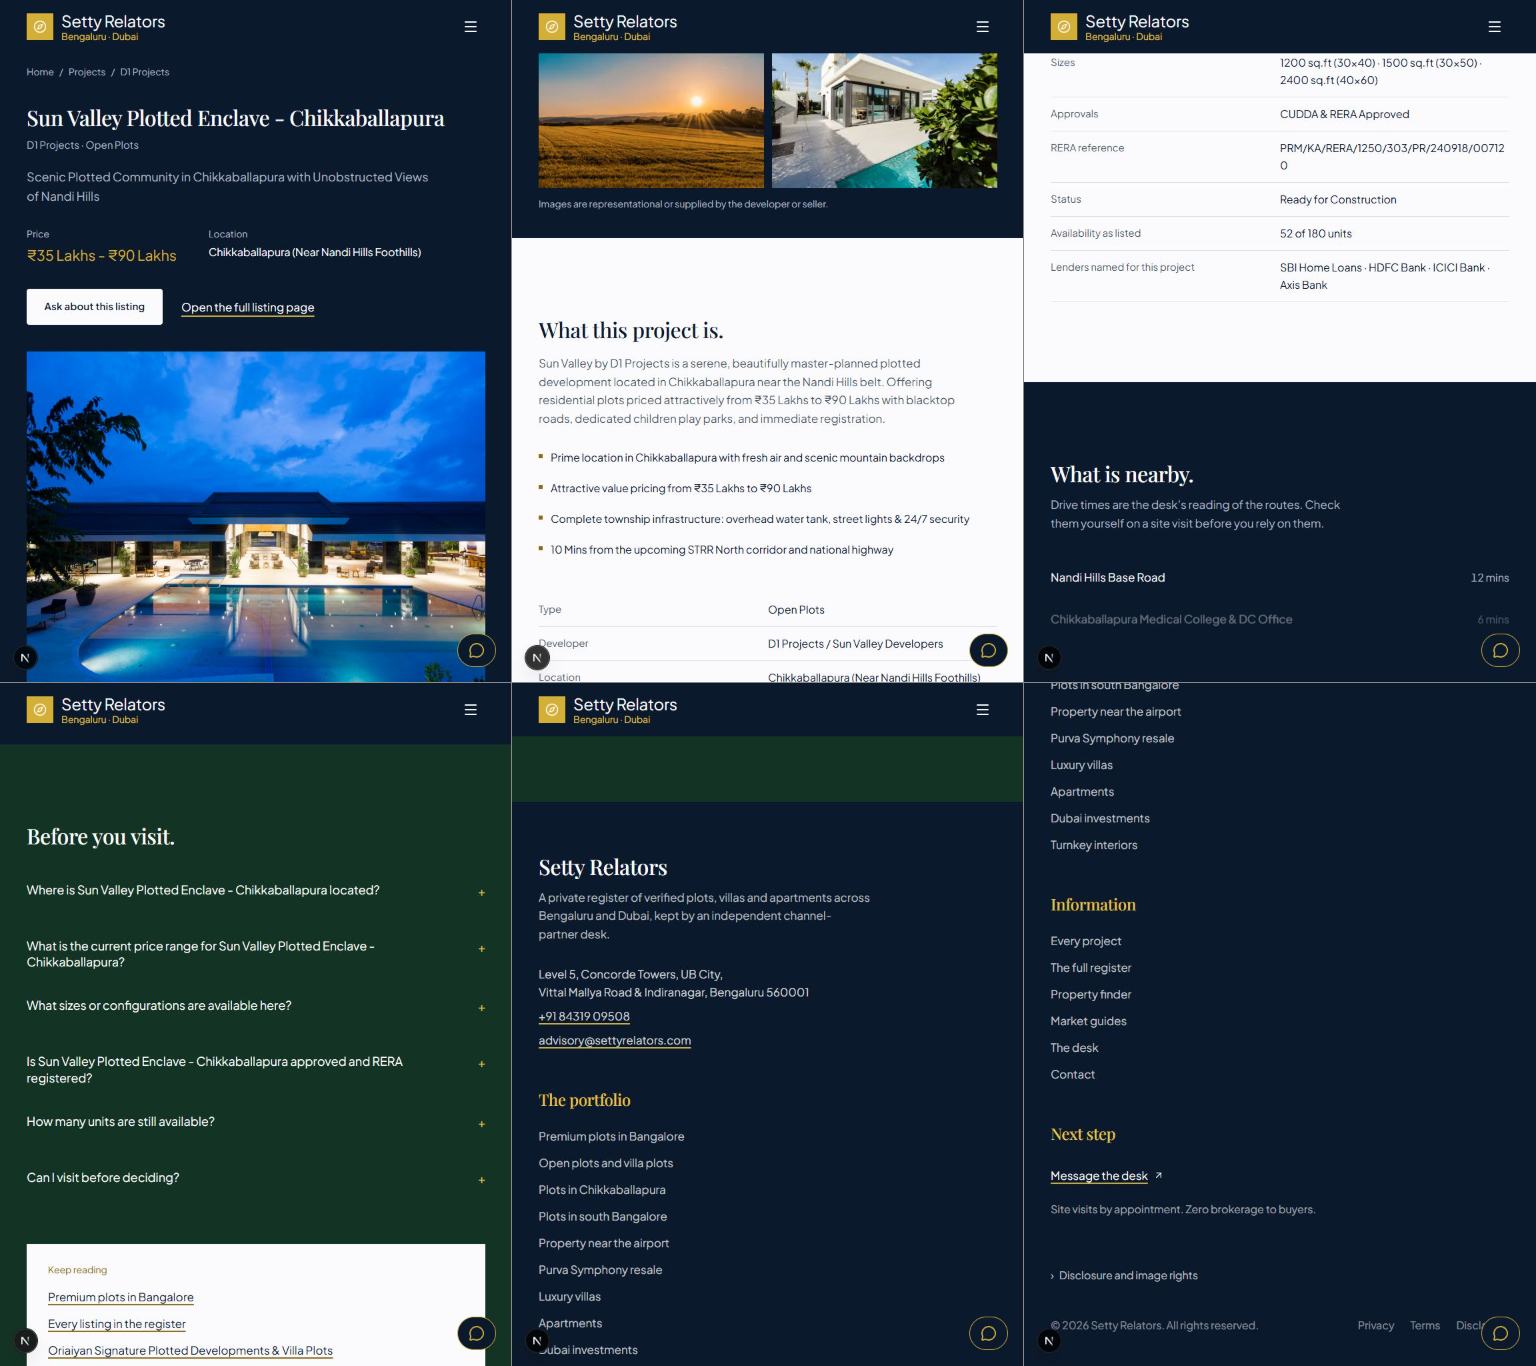 Setty Relators
Bengaluru · Dubai
Home / Projects / D1 Projects
Sun Valley Plotted Enclave - Chikkaballapura
D1 Projects · Open Plots
Scenic Plotted Community in Chikkaballapura with Unobstructed Views
of Nandi Hills
Price
₹35 Lakhs - ₹90 Lakhs
Location
Chikkaballapura (Near Nandi Hills Foothills)
Ask about this listing
Open the full listing page
N
Setty Relators
Bengaluru · Dubai
Images are representational or supplied by the developer or seller.
What this project is.
Sun Valley by D1 Projects is a serene, beautifully master-planned plotted
development located in Chikkaballapura near the Nandi Hills belt. Offering
residential plots priced attractively from ₹35 Lakhs to ₹90 Lakhs with blacktop
roads, dedicated children play parks, and immediate registration.
Prime location in Chikkaballapura with fresh air and scenic mountain backdrops
Attractive value pricing from ₹35 Lakhs to ₹90 Lakhs
Complete township infrastructure: overhead water tank, street lights & 24/7 security
10 Mins from the upcoming STRR North corridor and national highway
Type
Open Plots
Developer
D1 Projects / Sun Valley Developers
Location
Chikkaballapura (Near Nandi Hills Foothills)
N
Setty Relators
Bengaluru · Dubai
Sizes
1200 sq.ft (30×40) · 1500 sq.ft (30×50) ·
2400 sq.ft (40×60)
Approvals
CUDDA & RERA Approved
RERA reference
PRM/KA/RERA/1250/303/PR/240918/00712
0
Status
Ready for Construction
Availability as listed
52 of 180 units
Lenders named for this project
SBI Home Loans · HDFC Bank · ICICI Bank ·
Axis Bank
What is nearby.
Drive times are the desk's reading of the routes. Check
them yourself on a site visit before you rely on them.
Nandi Hills Base Road
12 mins
Chikkaballapura Medical College & DC Office
6 mins
N
Setty Relators
Bengaluru · Dubai
Before you visit.
Where is Sun Valley Plotted Enclave - Chikkaballapura located?
+
What is the current price range for Sun Valley Plotted Enclave -
Chikkaballapura?
+
What sizes or configurations are available here?
+
Is Sun Valley Plotted Enclave - Chikkaballapura approved and RERA
registered?
+
How many units are still available?
+
Can I visit before deciding?
+
Keep reading
Premium plots in Bangalore
Every listing in the register
Oriaiyan Signature Plotted Developments & Villa Plots
N
Setty Relators
Bengaluru · Dubai
Setty Relators
A private register of verified plots, villas and apartments across
Bengaluru and Dubai, kept by an independent channel-
partner desk.
Level 5, Concorde Towers, UB City,
Vittal Mallya Road & Indiranagar, Bengaluru 560001
+91 84319 09508
advisory@settyrelators.com
The portfolio
Premium plots in Bangalore
Open plots and villa plots
Plots in Chikkaballapura
Plots in south Bangalore
Property near the airport
Purva Symphony resale
Luxury villas
Apartments
Dubai investments
N
Plots in south Bangalore
Property near the airport
Purva Symphony resale
Luxury villas
Apartments
Dubai investments
Turnkey interiors
Information
Every project
The full register
Property finder
Market guides
The desk
Contact
Next step
Message the desk ↗
Site visits by appointment. Zero brokerage to buyers.
› Disclosure and image rights
© 2026 Setty Relators. All rights reserved.
Privacy
Terms
N